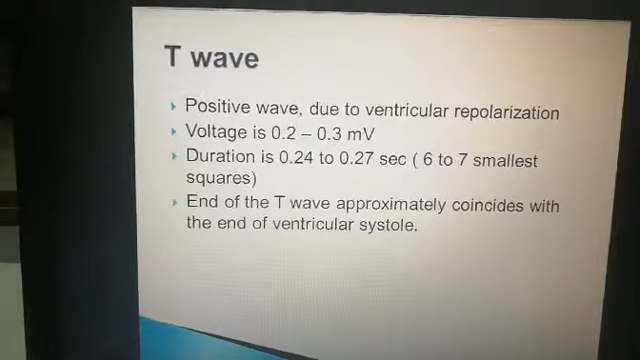 T wave
Positive wave, due to ventricular repolarization
Voltage is 0.2 – 0.3 mV
Duration is 0.24 to 0.27 sec ( 6 to 7 smallest
squares)
End of the T wave approximately coincides with
the end of ventricular systole.